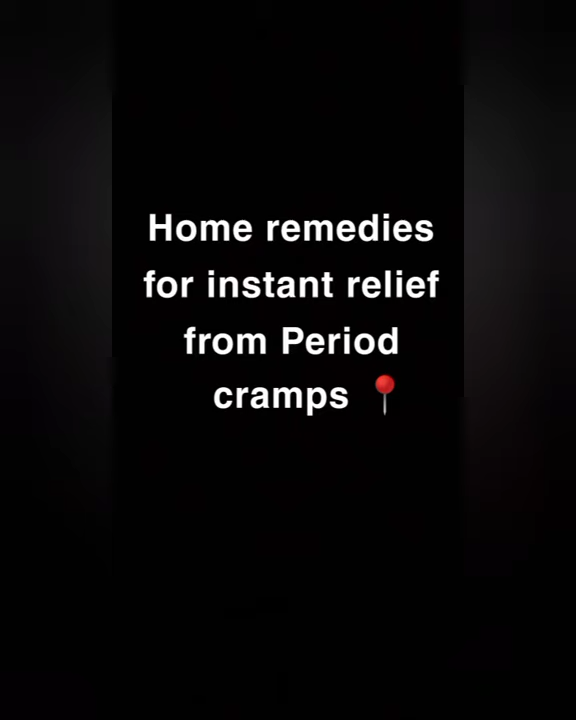 Home remedies
for instant relief
from Period
cramps 📍